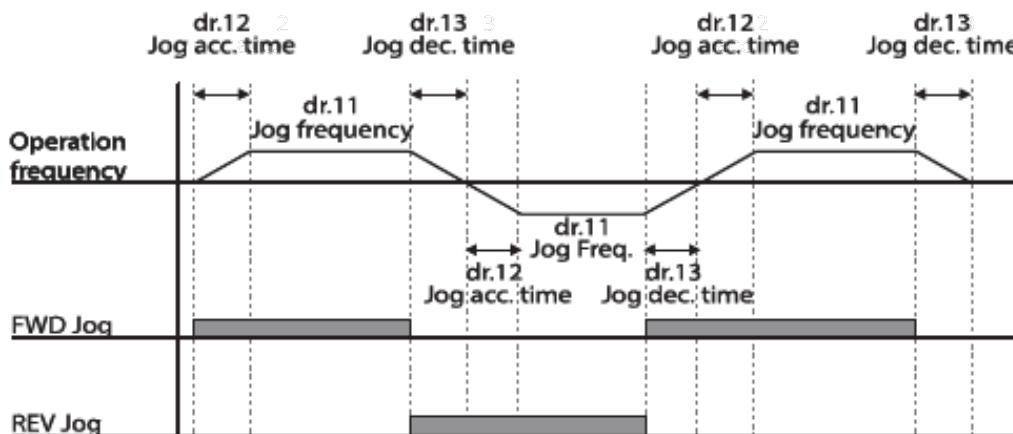 dr.12
Jog acc. time
dr.13
Jog dec. time
dr.12
Jog acc. time
dr.13
Jog dec. time
dr.11
Jog frequency
dr.11
Jog frequency
Operation
frequency
dr.11
Jog Freq.
dr.12
Jog acc. time
dr.13
Jog dec. time
FWD Jog
REV Jog